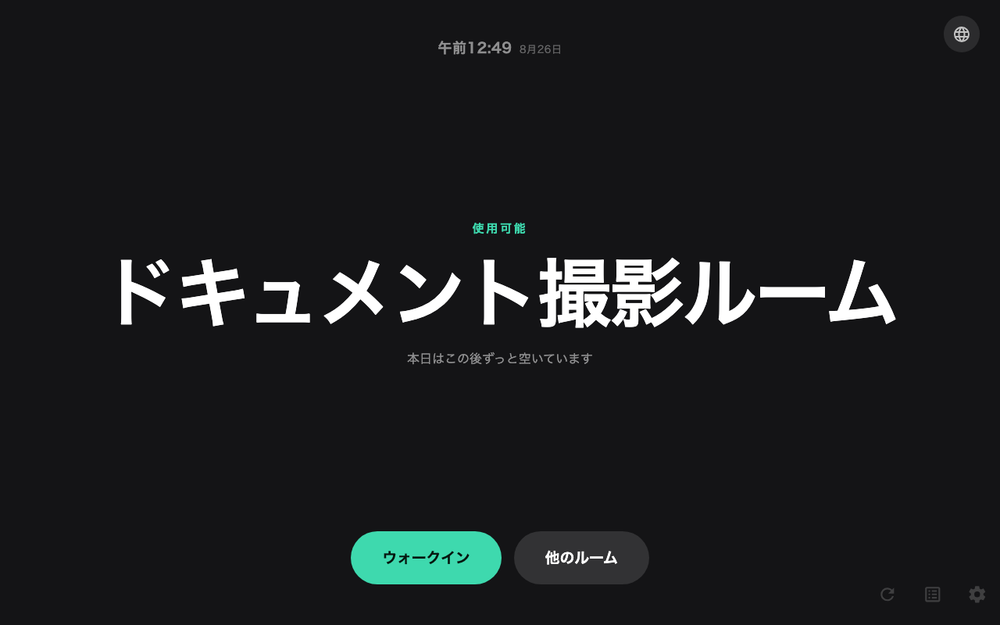 午前12:49 8月26日
使用可能
ドキュメント撮影ルーム
本日はこの後ずっと空いています
ウォークイン
他のルーム